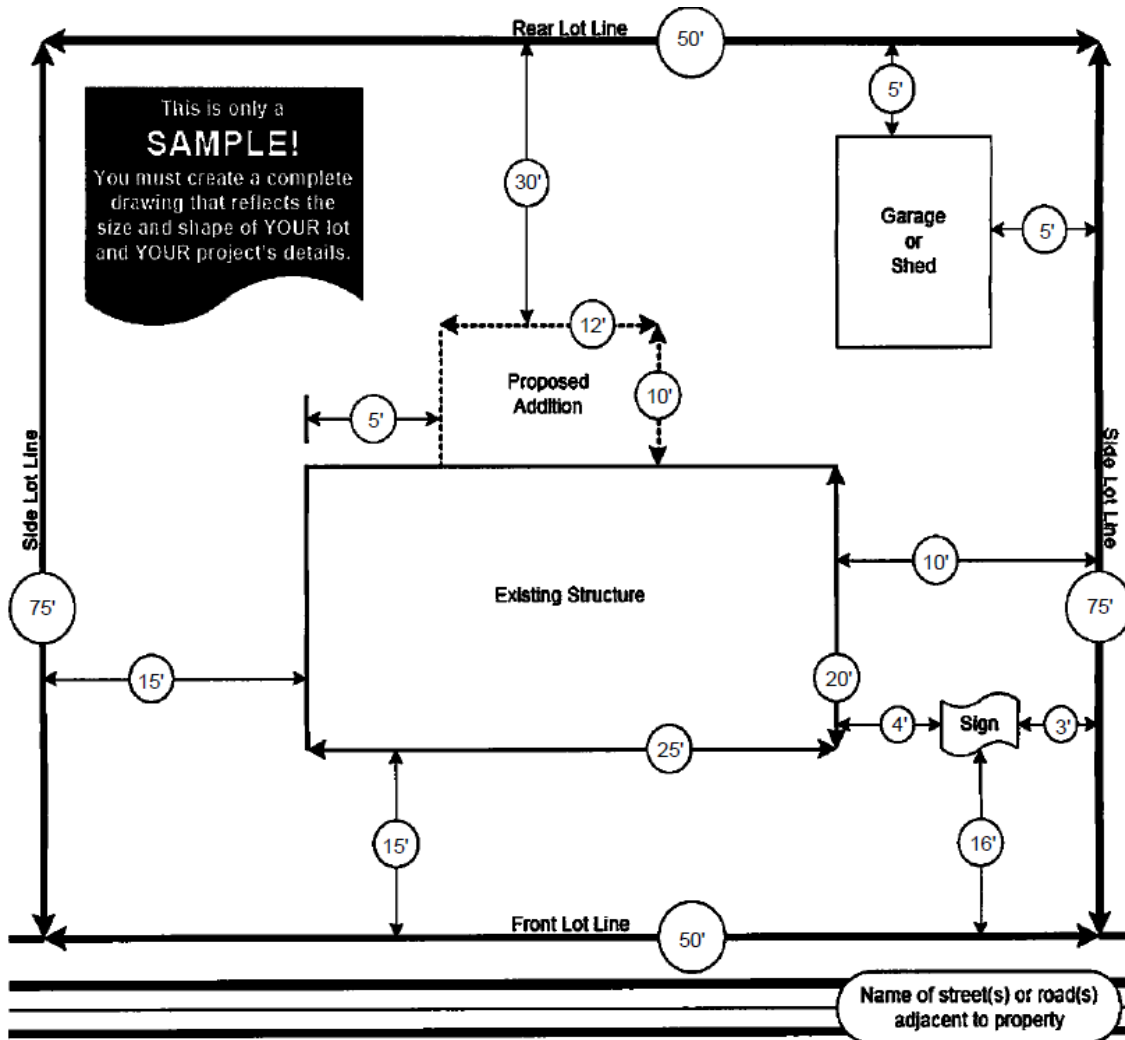 Rear Lot Line
50'
This is only a
SAMPLE!
You must create a complete
drawing that reflects the
size and shape of YOUR lot
and YOUR project's details.
5'
30'
Garage
or
Shed
5'
12'
Proposed
Addition
10'
5'
Side Lot Line
Side Lot Line
10'
Existing Structure
75'
75'
15'
20'
4'
Sign
3'
25'
15'
16'
Front Lot Line
50'
Name of street(s) or road(s)
adjacent to property